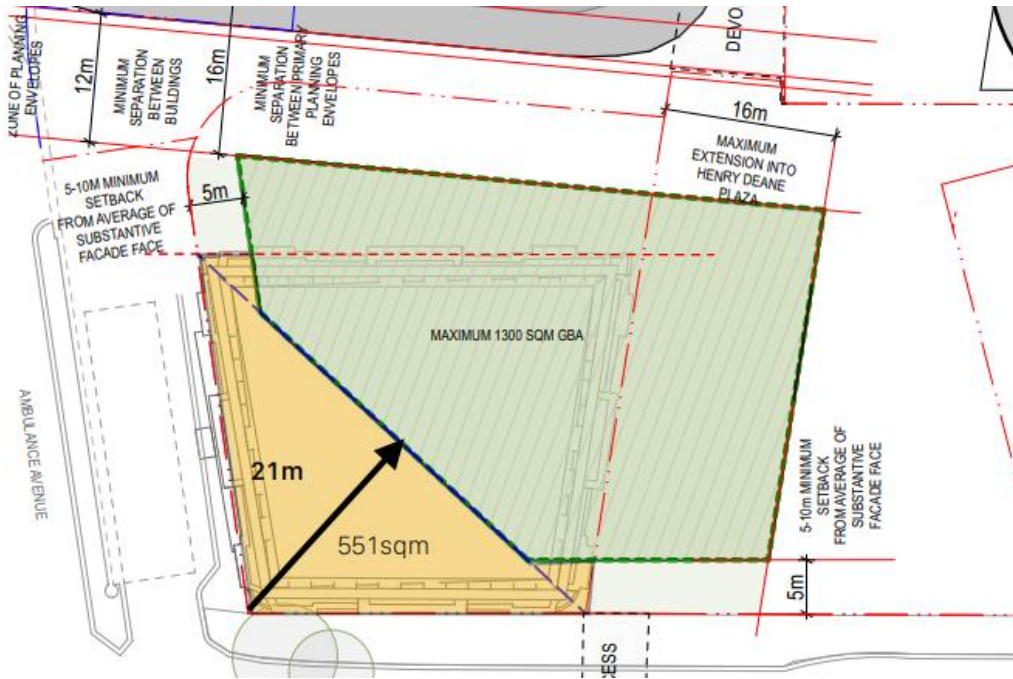 ZONE OF PLANNING
ENVELOPES
12m
MINIMUM
SEPARATION
BETWEEN
BUILDINGS
16m
MINIMUM
SEPARATION
BETWEEN PRIMARY
PLANNING
ENVELOPES
DEVO
16m
MAXIMUM
EXTENSION INTO
HENRY DEANE
PLAZA
5-10M MINIMUM
SETBACK
FROM AVERAGE OF
SUBSTANTIVE
FACADE FACE
5m
MAXIMUM 1300 SQM GBA
AMBULANCE AVENUE
21m
551sqm
5-10m MINIMUM
SETBACK
FROM AVERAGE OF
SUBSTANTIVE
FACADE FACE
5m
CESS